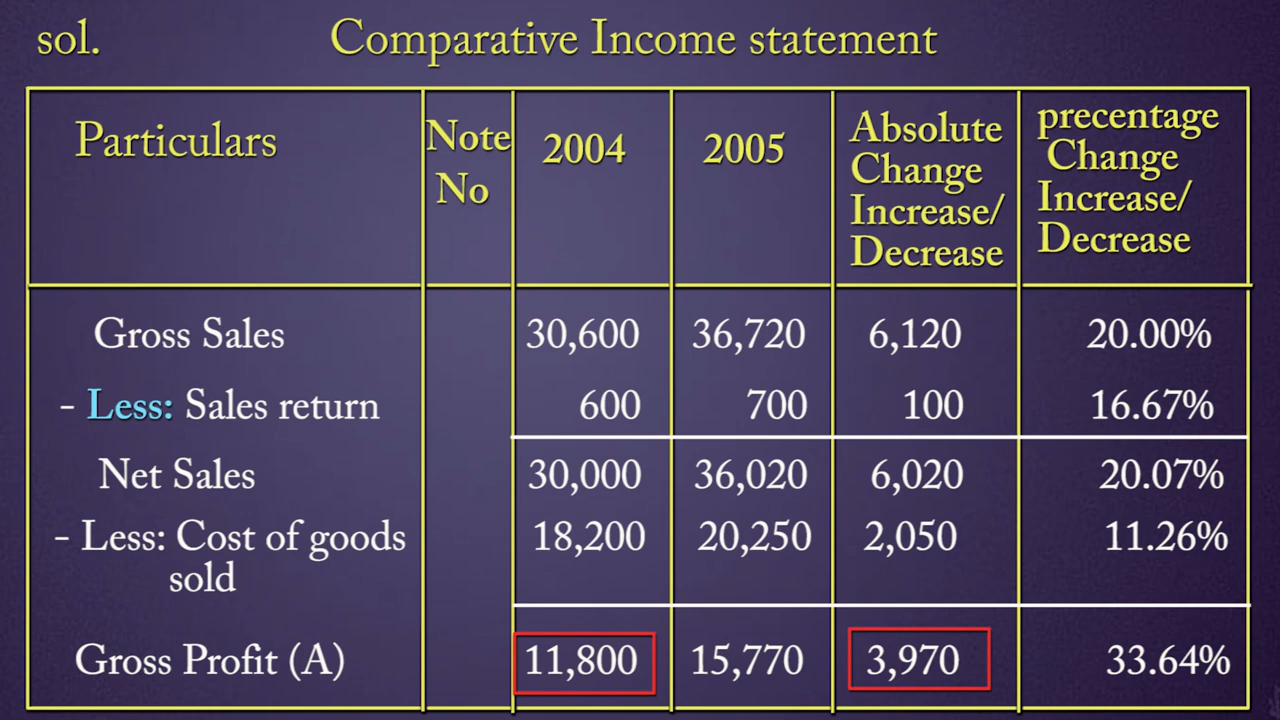 sol. Comparative Income statement
Particulars Note No 2004 2005 Absolute Change Increase/ Decrease precentage Change Increase/ Decrease
Gross Sales 30,600 36,720 6,120 20.00%
- Less: Sales return 600 700 100 16.67%
Net Sales 30,000 36,020 6,020 20.07%
- Less: Cost of goods sold 18,200 20,250 2,050 11.26%
Gross Profit (A) 11,800 15,770 3,970 33.64%